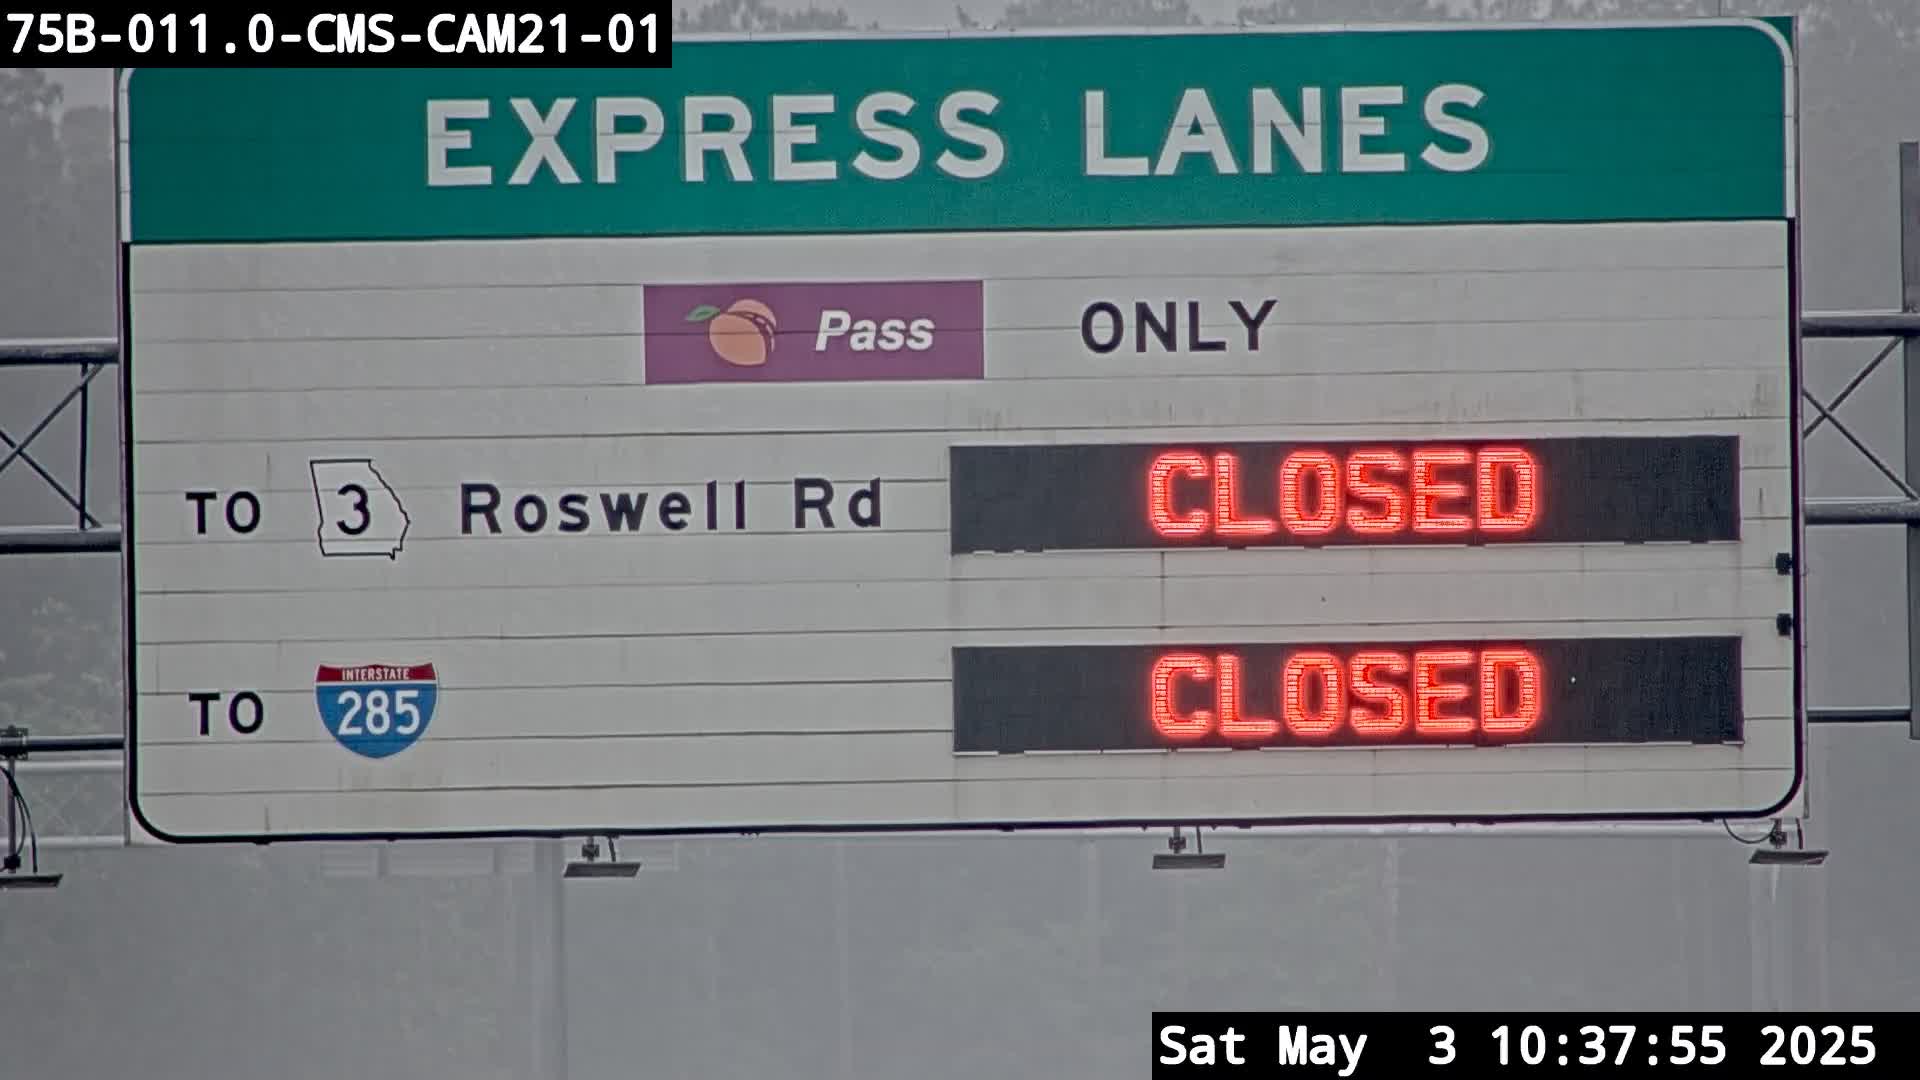 75B-011.0-CMS-CAM21-01
EXPRESS LANES
Pass ONLY
TO 3 Roswell Rd CLOSED
TO INTERSTATE 285 CLOSED
Sat May 3 10:37:55 2025